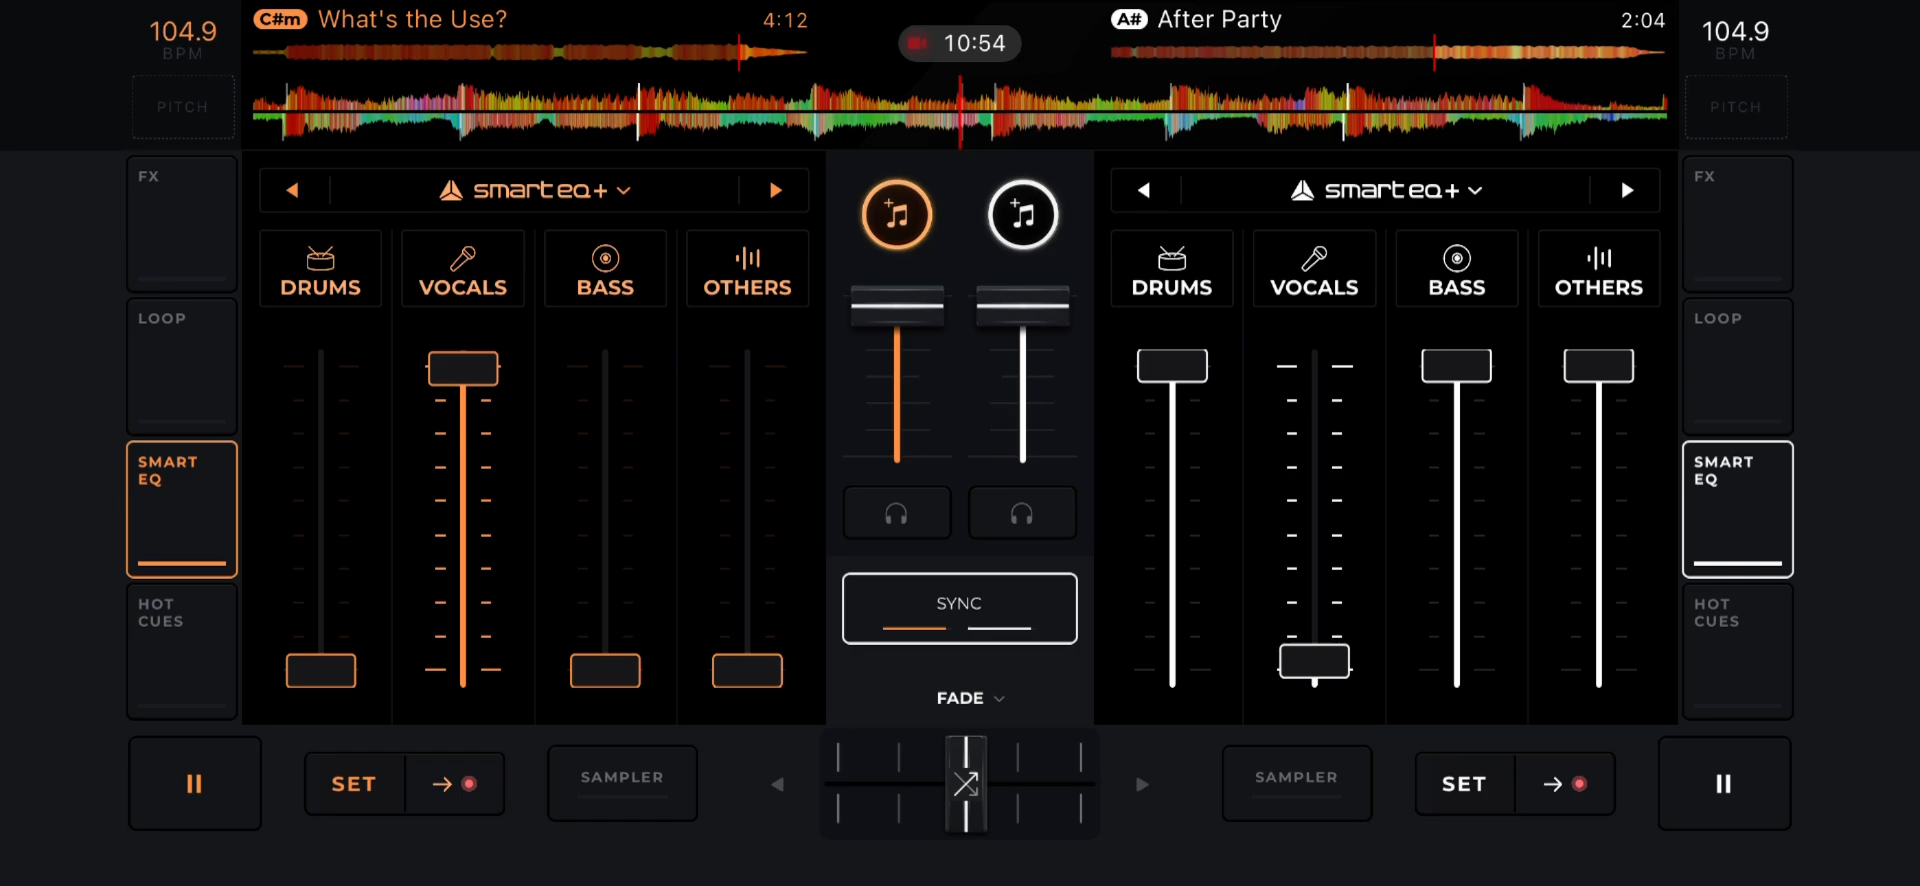 104.9
BPM
PITCH
C#m What's the Use? 4:12
10:54
A# After Party 2:04
104.9
BPM
PITCH
FX
LOOP
SMART
EQ
HOT
CUES
smart eq+
DRUMS VOCALS BASS OTHERS
SYNC
FADE
smart eq+
DRUMS VOCALS BASS OTHERS
FX
LOOP
SMART
EQ
HOT
CUES
SET
SAMPLER
SAMPLER
SET